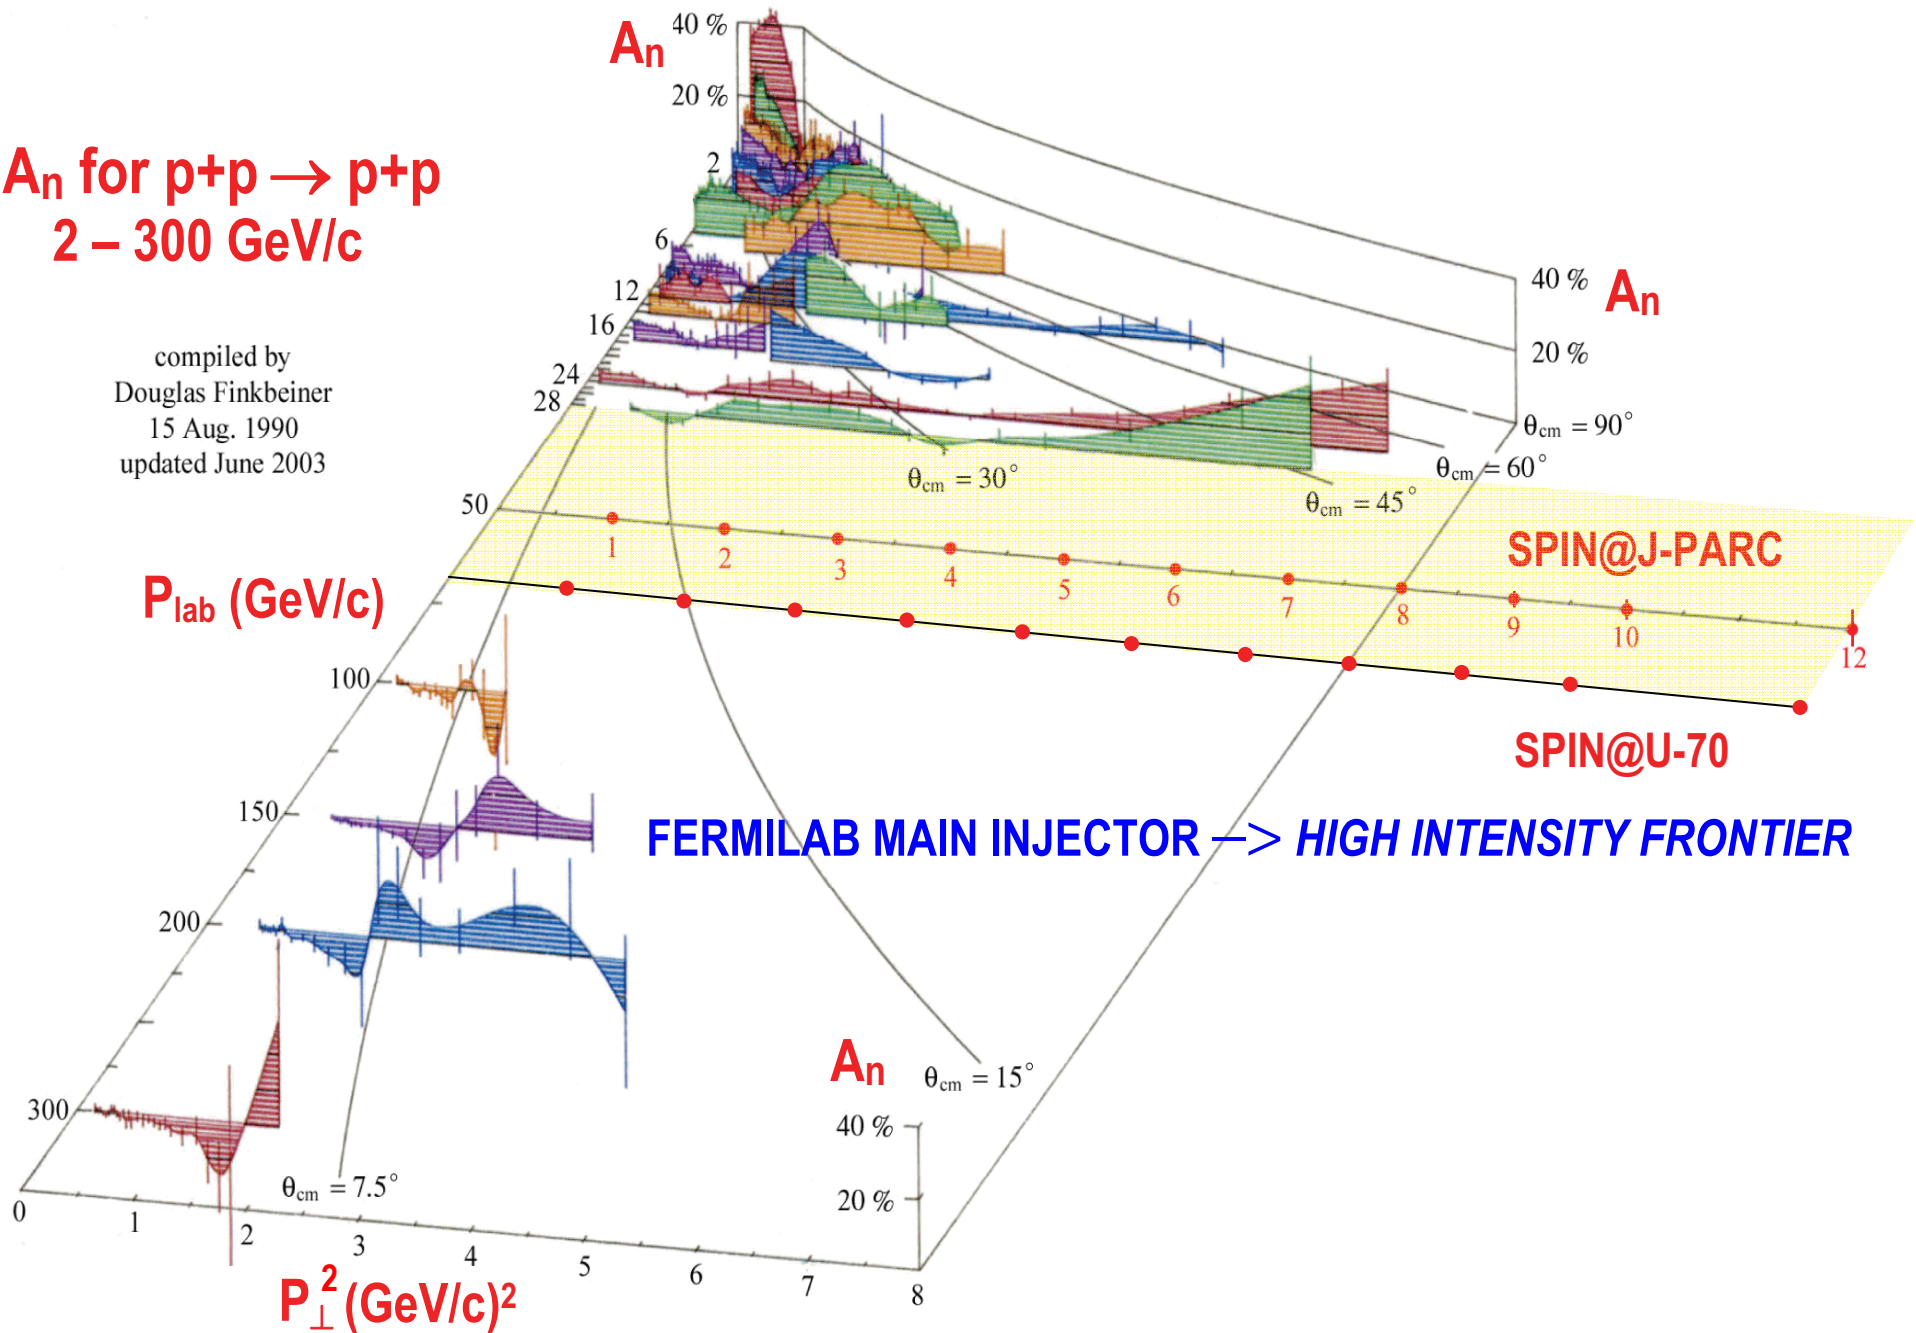 An
40 %
20 %
2
6
12
16
24
28
50
100
150
200
300
An for p+p → p+p
2 – 300 GeV/c
compiled by
Douglas Finkbeiner
15 Aug. 1990
updated June 2003
40 %
An
20 %
θcm = 90°
θcm = 60°
θcm = 30°
θcm = 45°
SPIN@J-PARC
1 2 3 4 5 6 7 8 9 10 12
Plab (GeV/c)
SPIN@U-70
FERMILAB MAIN INJECTOR —> HIGH INTENSITY FRONTIER
An
θcm = 15°
40 %
20 %
θcm = 7.5°
0 1 2 3 4 5 6 7 8
P⊥² (GeV/c)²